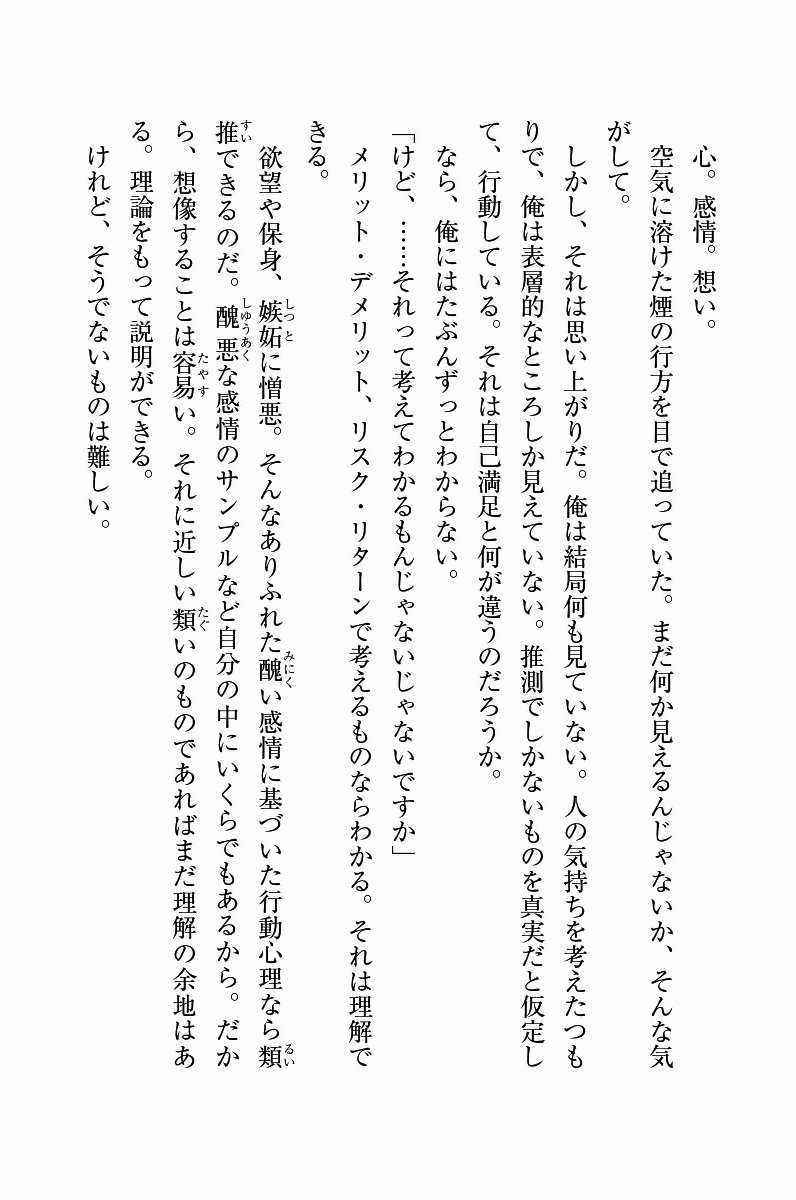 心。感情。想い。
空気に溶けた煙の行方を目で追っていた。まだ何か見えるんじゃないか、そんな気
がして。
しかし、それは思い上がりだ。俺は結局何も見ていない。人の気持ちを考えたつも
りで、俺は表層的なところしか見えていない。推測でしかないものを真実だと仮定し
て、行動している。それは自己満足と何が違うのだろうか。
なら、俺にはたぶんずっとわからない。
「けど、……それって考えてわかるもんじゃないじゃないですか」
メリット・デメリット、リスク・リターンで考えるものならわかる。それは理解で
きる。
欲望や保身、嫉妬に憎悪。そんなありふれた醜い感情に基づいた行動心理なら類
推できるのだ。醜悪な感情のサンプルなど自分の中にいくらでもあるから。だか
ら、想像することは容易い。それに近しい類いのものであればまだ理解の余地はあ
る。理論をもって説明ができる。
けれど、そうでないものは難しい。